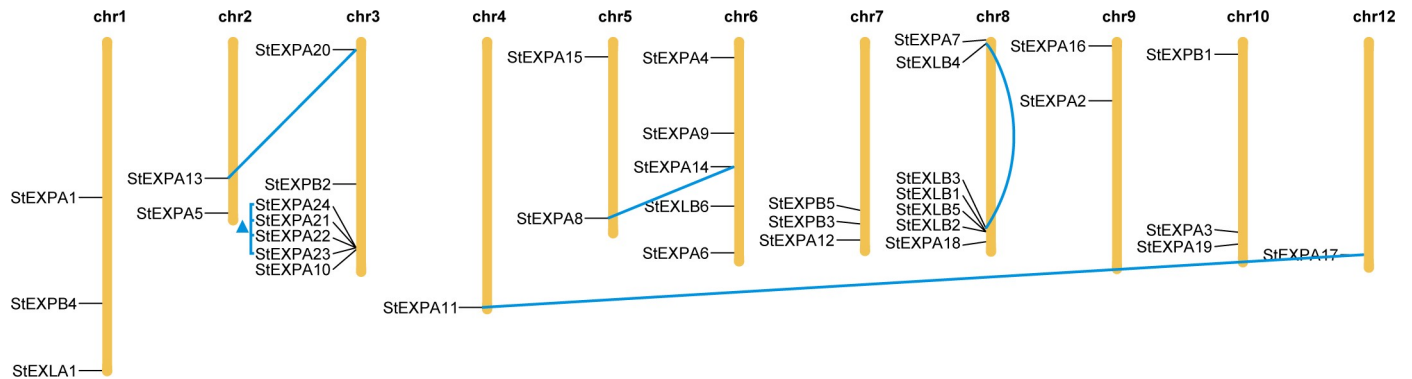 chr1 chr2 chr3 chr4 chr5 chr6 chr7 chr8 chr9 chr10 chr12
StEXPA1
StEXPB4
StEXLA1
StEXPA13
StEXPA5
StEXPA20
StEXPB2
StEXPA24
StEXPA21
StEXPA22
StEXPA23
StEXPA10
StEXPA11
StEXPA15
StEXPA8
StEXPA4
StEXPA9
StEXPA14
StEXLB6
StEXPA6
StEXPB5
StEXPB3
StEXPA12
StEXPA7
StEXLB4
StEXLB3
StEXLB1
StEXLB5
StEXLB2
StEXPA18
StEXPA16
StEXPA2
StEXPB1
StEXPA3
StEXPA19
StEXPA17